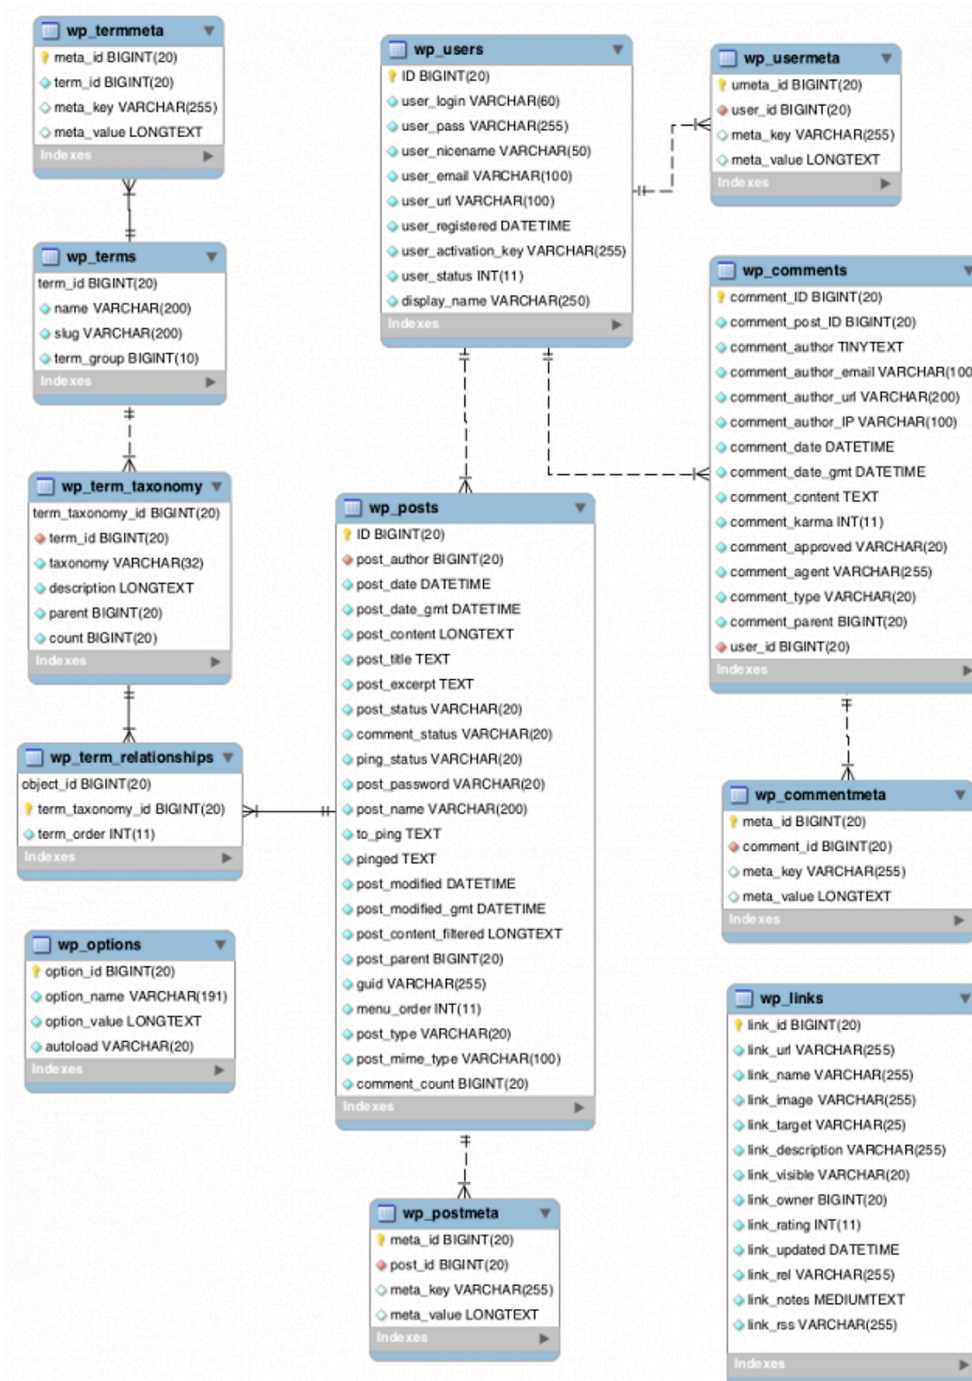 wp_termmeta
meta_id BIGINT(20)
term_id BIGINT(20)
meta_key VARCHAR(255)
meta_value LONGTEXT
Indexes
wp_terms
term_id BIGINT(20)
name VARCHAR(200)
slug VARCHAR(200)
term_group BIGINT(10)
Indexes
wp_term_taxonomy
term_taxonomy_id BIGINT(20)
term_id BIGINT(20)
taxonomy VARCHAR(32)
description LONGTEXT
parent BIGINT(20)
count BIGINT(20)
Indexes
wp_term_relationships
object_id BIGINT(20)
term_taxonomy_id BIGINT(20)
term_order INT(11)
Indexes
wp_options
option_id BIGINT(20)
option_name VARCHAR(191)
option_value LONGTEXT
autoload VARCHAR(20)
Indexes
wp_users
ID BIGINT(20)
user_login VARCHAR(60)
user_pass VARCHAR(255)
user_nicename VARCHAR(50)
user_email VARCHAR(100)
user_url VARCHAR(100)
user_registered DATETIME
user_activation_key VARCHAR(255)
user_status INT(11)
display_name VARCHAR(250)
Indexes
wp_posts
ID BIGINT(20)
post_author BIGINT(20)
post_date DATETIME
post_date_gmt DATETIME
post_content LONGTEXT
post_title TEXT
post_excerpt TEXT
post_status VARCHAR(20)
comment_status VARCHAR(20)
ping_status VARCHAR(20)
post_password VARCHAR(20)
post_name VARCHAR(200)
to_ping TEXT
pinged TEXT
post_modified DATETIME
post_modified_gmt DATETIME
post_content_filtered LONGTEXT
post_parent BIGINT(20)
guid VARCHAR(255)
menu_order INT(11)
post_type VARCHAR(20)
post_mime_type VARCHAR(100)
comment_count BIGINT(20)
Indexes
wp_postmeta
meta_id BIGINT(20)
post_id BIGINT(20)
meta_key VARCHAR(255)
meta_value LONGTEXT
Indexes
wp_usermeta
umeta_id BIGINT(20)
user_id BIGINT(20)
meta_key VARCHAR(255)
meta_value LONGTEXT
Indexes
wp_comments
comment_ID BIGINT(20)
comment_post_ID BIGINT(20)
comment_author TINYTEXT
comment_author_email VARCHAR(100
comment_author_url VARCHAR(200)
comment_author_IP VARCHAR(100)
comment_date DATETIME
comment_date_gmt DATETIME
comment_content TEXT
comment_karma INT(11)
comment_approved VARCHAR(20)
comment_agent VARCHAR(255)
comment_type VARCHAR(20)
comment_parent BIGINT(20)
user_id BIGINT(20)
Indexes
wp_commentmeta
meta_id BIGINT(20)
comment_id BIGINT(20)
meta_key VARCHAR(255)
meta_value LONGTEXT
Indexes
wp_links
link_id BIGINT(20)
link_url VARCHAR(255)
link_name VARCHAR(255)
link_image VARCHAR(255)
link_target VARCHAR(25)
link_description VARCHAR(255)
link_visible VARCHAR(20)
link_owner BIGINT(20)
link_rating INT(11)
link_updated DATETIME
link_rel VARCHAR(255)
link_notes MEDIUMTEXT
link_rss VARCHAR(255)
Indexes